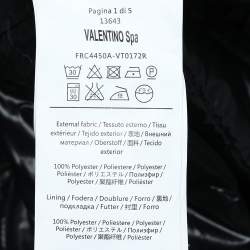 Pagina 1 di 5
13643
VALENTINO Spa
FRC4450A-VT0172R
30
External fabric / Tessuto esterno / Tissu
extérieur / Tejido exterior / 表地 / Внешний
материал / Oberstoff / 面料 / Tejido
exterior
100% Polyester / Poliestere / Polyester /
Poliéster / ポリエステル / Полиэстер /
Polyester / 聚酯纤维 / Poliéster
Lining / Fodera / Doublure / Forro / 裏地 /
подкладка / Futter / 衬里 / Forro
100% Polyester / Poliestere / Polyester /
Poliéster / ポリエステル / Полиэстер /
Polyester / 聚酯纤维 / Poliéster